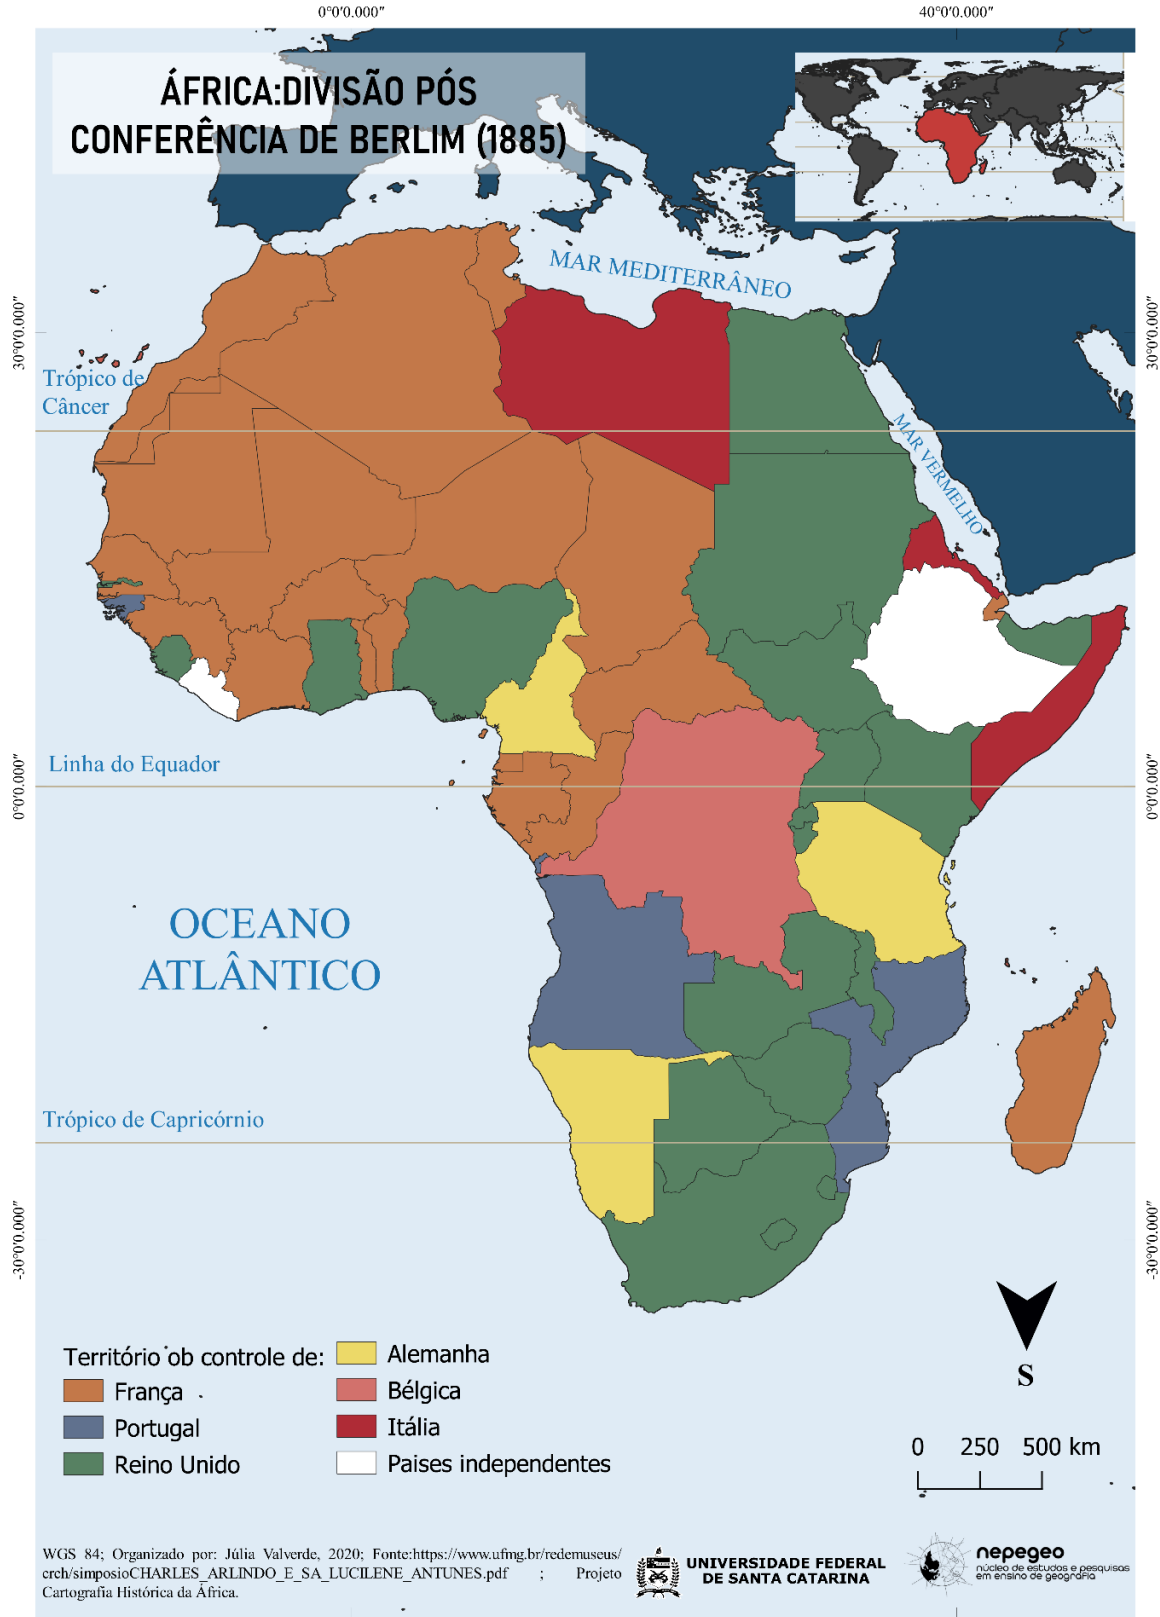 0°0'0.000"
40°0'0.000"
ÁFRICA:DIVISÃO PÓS
CONFERÊNCIA DE BERLIM (1885)
MAR MEDITERRÂNEO
30°0'0.000"
30°0'0.000"
Trópico de
Câncer
MAR VERMELHO
Linha do Equador
0°0'0.000"
0°0'0.000"
OCEANO
ATLÂNTICO
Trópico de Capricórnio
-30°0'0.000"
-30°0'0.000"
S
Território ob controle de:
França
Portugal
Reino Unido
Alemanha
Bélgica
Itália
Paises independentes
0 250 500 km
WGS 84; Organizado por: Júlia Valverde, 2020; Fonte:https://www.ufmg.br/redemuseus/
crch/simposioCHARLES_ARLINDO_E_SA_LUCILENE_ANTUNES.pdf ; Projeto
Cartografia Histórica da África.
UNIVERSIDADE FEDERAL
DE SANTA CATARINA
nepegeo
núcleo de estudos e pesquisas
em ensino de geografia